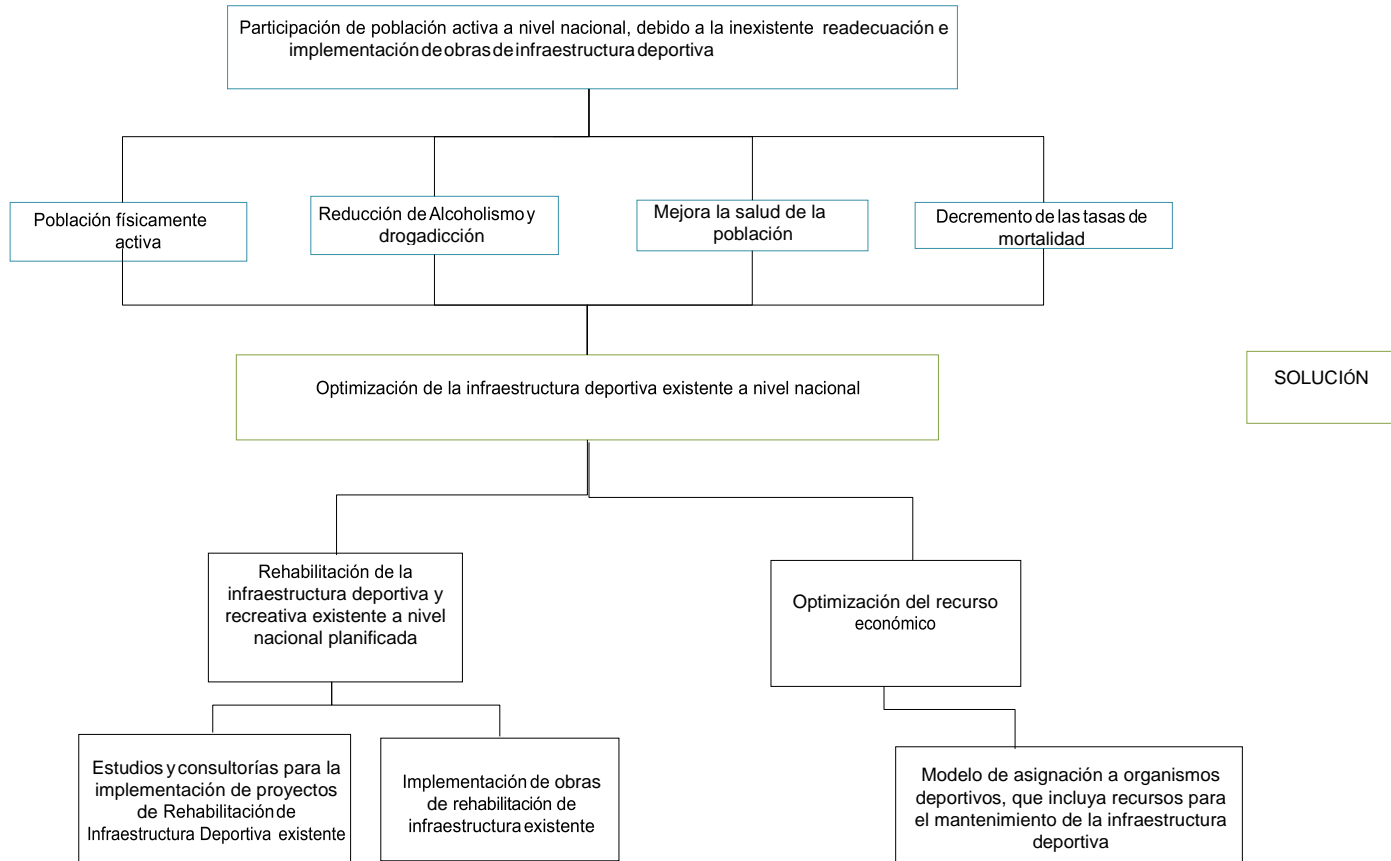 Participación de población activa a nivel nacional, debido a la inexistente readecuación e
implementación de obras de infraestructura deportiva
Población físicamente
activa
Reducción de Alcoholismo y
drogadicción
Mejora la salud de la
población
Decremento de las tasas de
mortalidad
Optimización de la infraestructura deportiva existente a nivel nacional
SOLUCIÓN
Rehabilitación de la
infraestructura deportiva y
recreativa existente a nivel
nacional planificada
Optimización del recurso
económico
Estudios y consultorías para la
implementación de proyectos
de Rehabilitación de
Infraestructura Deportiva existente
Implementación de obras
de rehabilitación de
infraestructura existente
Modelo de asignación a organismos
deportivos, que incluya recursos para
el mantenimiento de la infraestructura
deportiva